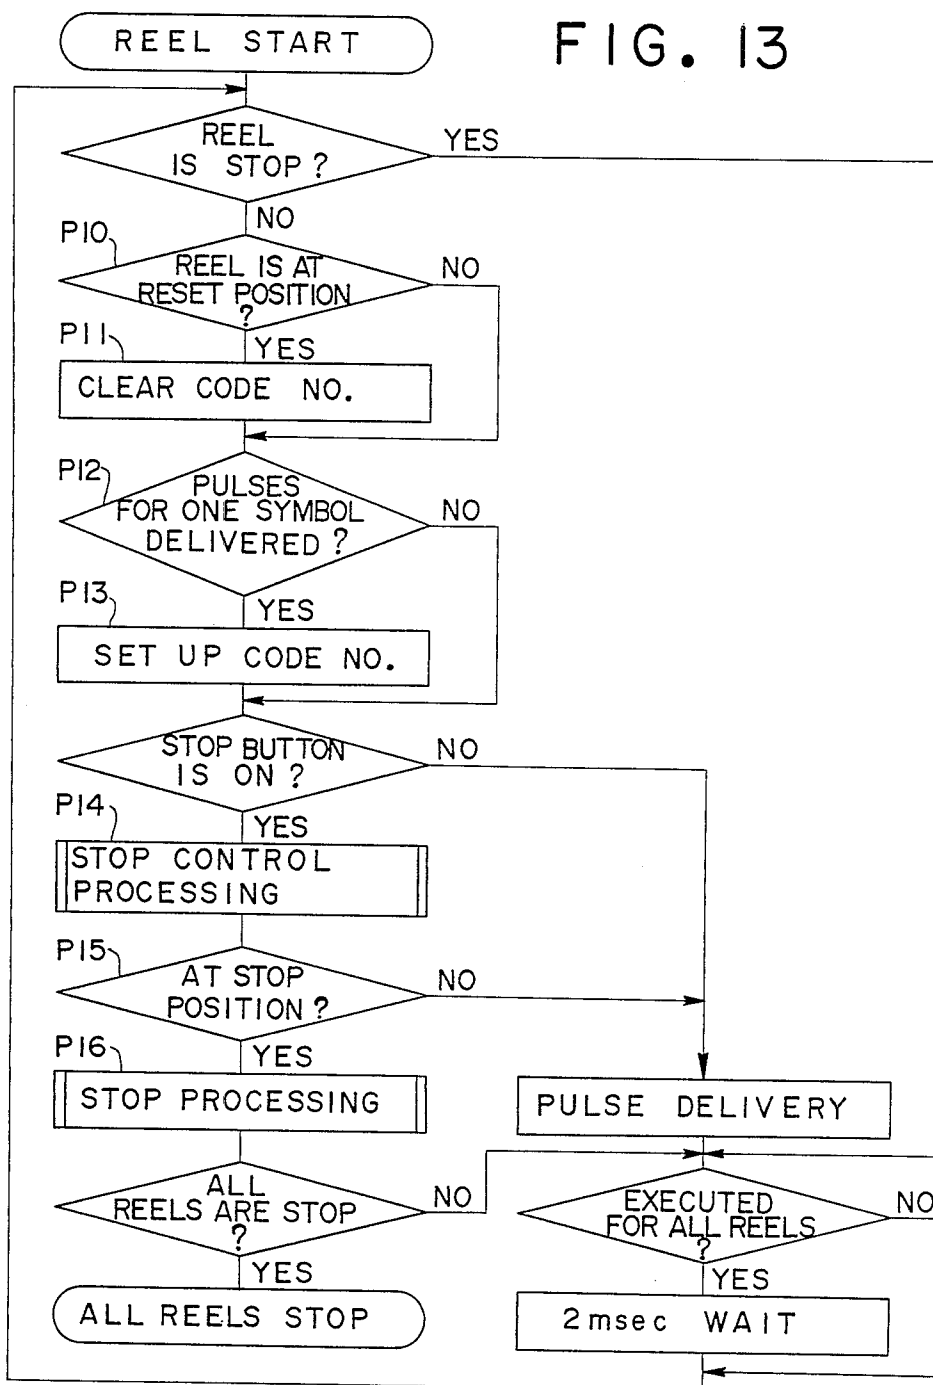 FIG. 13
REEL START
REEL
IS STOP ?
YES
NO
P10
REEL IS AT
RESET POSITION
?
NO
YES
P11
CLEAR CODE NO.
P12
PULSES
FOR ONE SYMBOL
DELIVERED ?
NO
YES
P13
SET UP CODE NO.
STOP BUTTON
IS ON ?
NO
YES
P14
STOP CONTROL
PROCESSING
P15
AT STOP
POSITION ?
NO
YES
P16
STOP PROCESSING
PULSE DELIVERY
ALL
REELS ARE STOP
?
NO
YES
ALL REELS STOP
EXECUTED
FOR ALL REELS
?
NO
YES
2msec WAIT